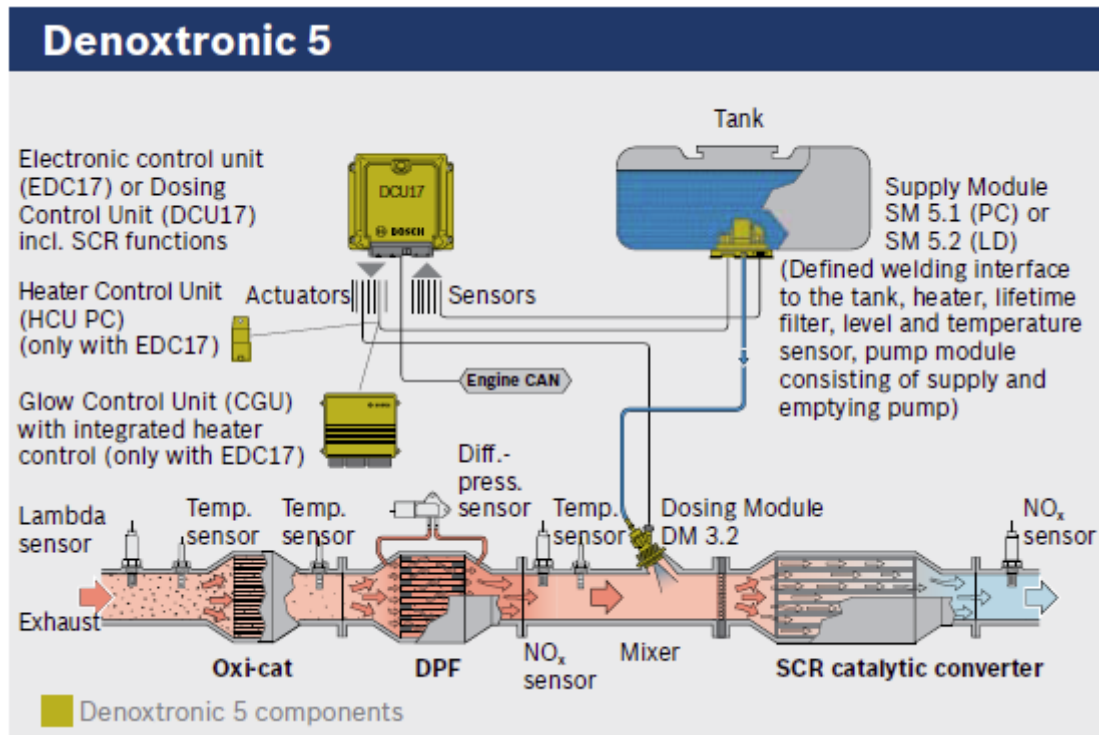 Denoxtronic 5
Tank
Electronic control unit
(EDC17) or Dosing
Control Unit (DCU17)
incl. SCR functions
DCU17
BOSCH
Supply Module
SM 5.1 (PC) or
SM 5.2 (LD)
(Defined welding interface
to the tank, heater, lifetime
filter, level and temperature
sensor, pump module
consisting of supply and
emptying pump)
Heater Control Unit
(HCU PC)
(only with EDC17)
Actuators
Sensors
Engine CAN
Glow Control Unit (CGU)
with integrated heater
control (only with EDC17)
Lambda
sensor
Temp.
sensor
Temp.
sensor
Diff.-
press.
sensor
Temp.
sensor
Dosing Module
DM 3.2
NOx
sensor
Exhaust
Oxi-cat
DPF
NOx
sensor
Mixer
SCR catalytic converter
Denoxtronic 5 components